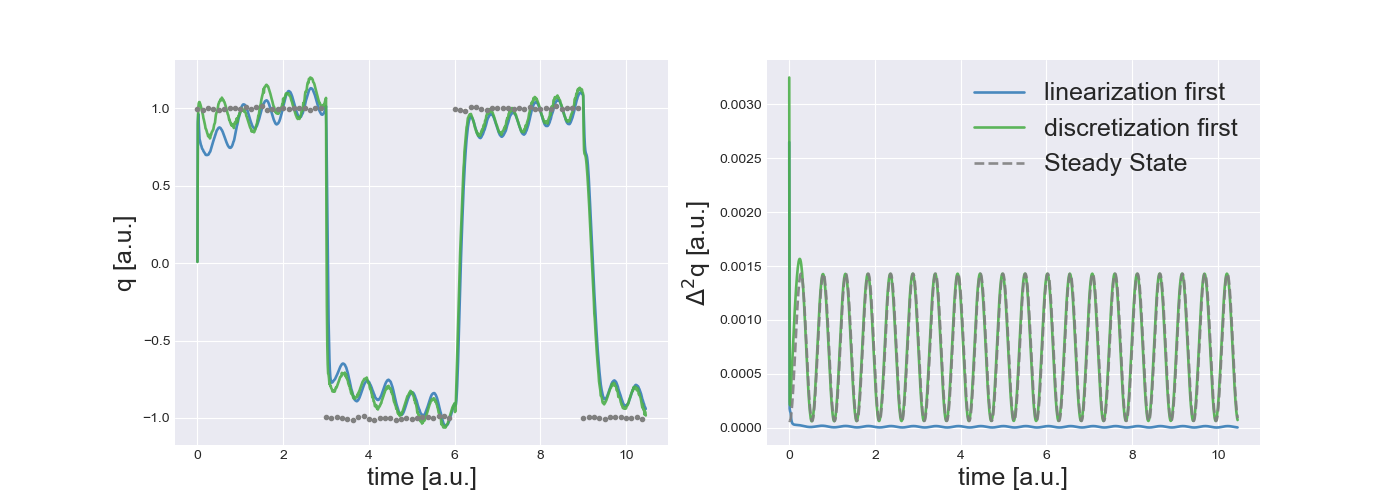 q [a.u.]
1.0
0.5
0.0
−0.5
−1.0
0 2 4 6 8 10
time [a.u.]
Δ²q [a.u.]
0.0030
0.0025
0.0020
0.0015
0.0010
0.0005
0.0000
linearization first
discretization first
Steady State
0 2 4 6 8 10
time [a.u.]